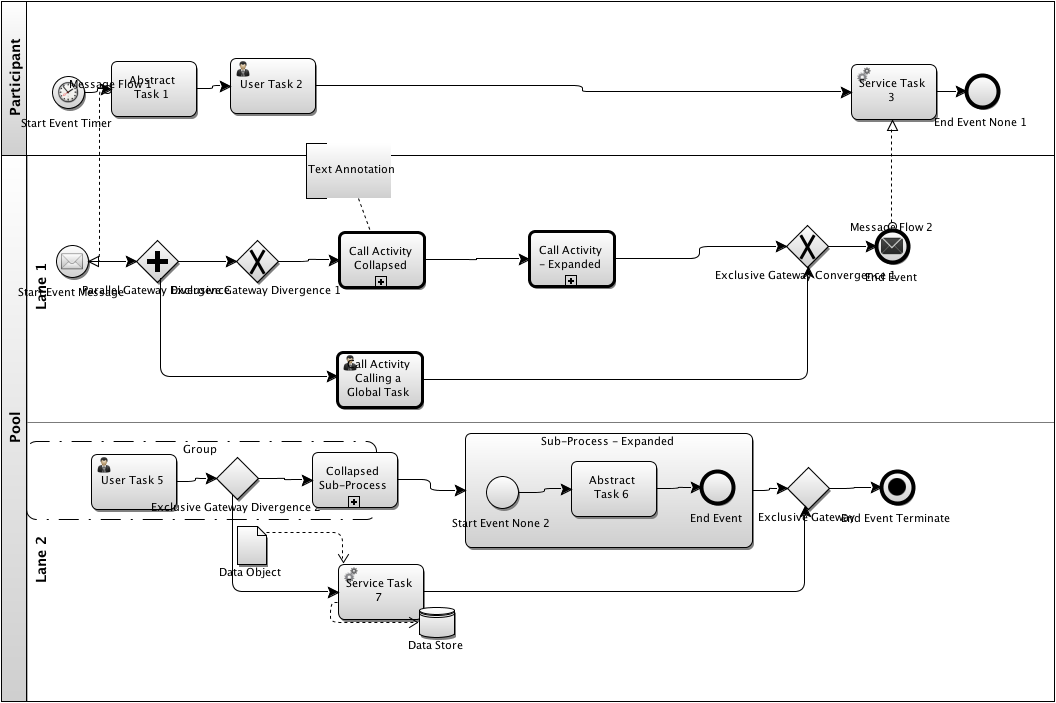 Participant
Message Flow 1
Abstract
Task 1
User Task 2
Service Task
3
Start Event Timer
End Event None 1
Pool
Lane 1
Text Annotation
Message Flow 2
Call Activity
Collapsed
Call Activity
– Expanded
Start Event Message
Parallel Gateway Divergence
Exclusive Gateway Divergence 1
Exclusive Gateway Convergence 1
End Event
Call Activity
Calling a
Global Task
Lane 2
Group
User Task 5
Exclusive Gateway Divergence 2
Collapsed
Sub-Process
Sub-Process – Expanded
Start Event None 2
Abstract
Task 6
End Event
Exclusive Gateway
End Event Terminate
Data Object
Service Task
7
Data Store